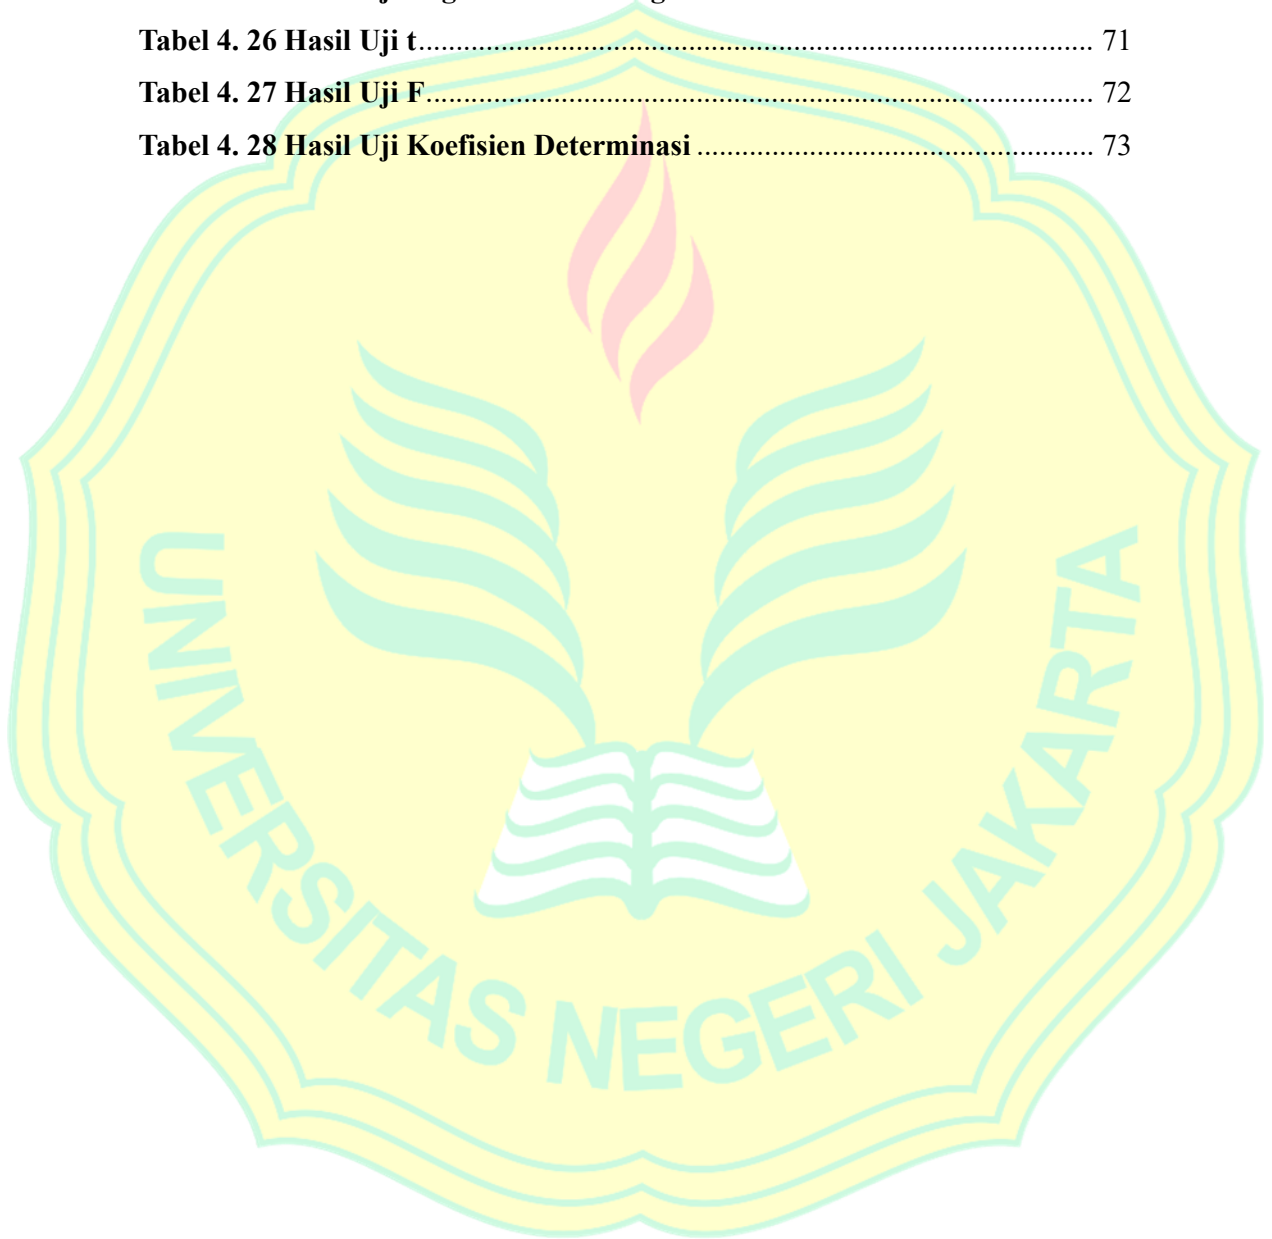 Tabel 4. 26 Hasil Uji t.......................................................................................... 71
Tabel 4. 27 Hasil Uji F......................................................................................... 72
Tabel 4. 28 Hasil Uji Koefisien Determinasi ..................................................... 73
UNIVERSITAS NEGERI JAKARTA